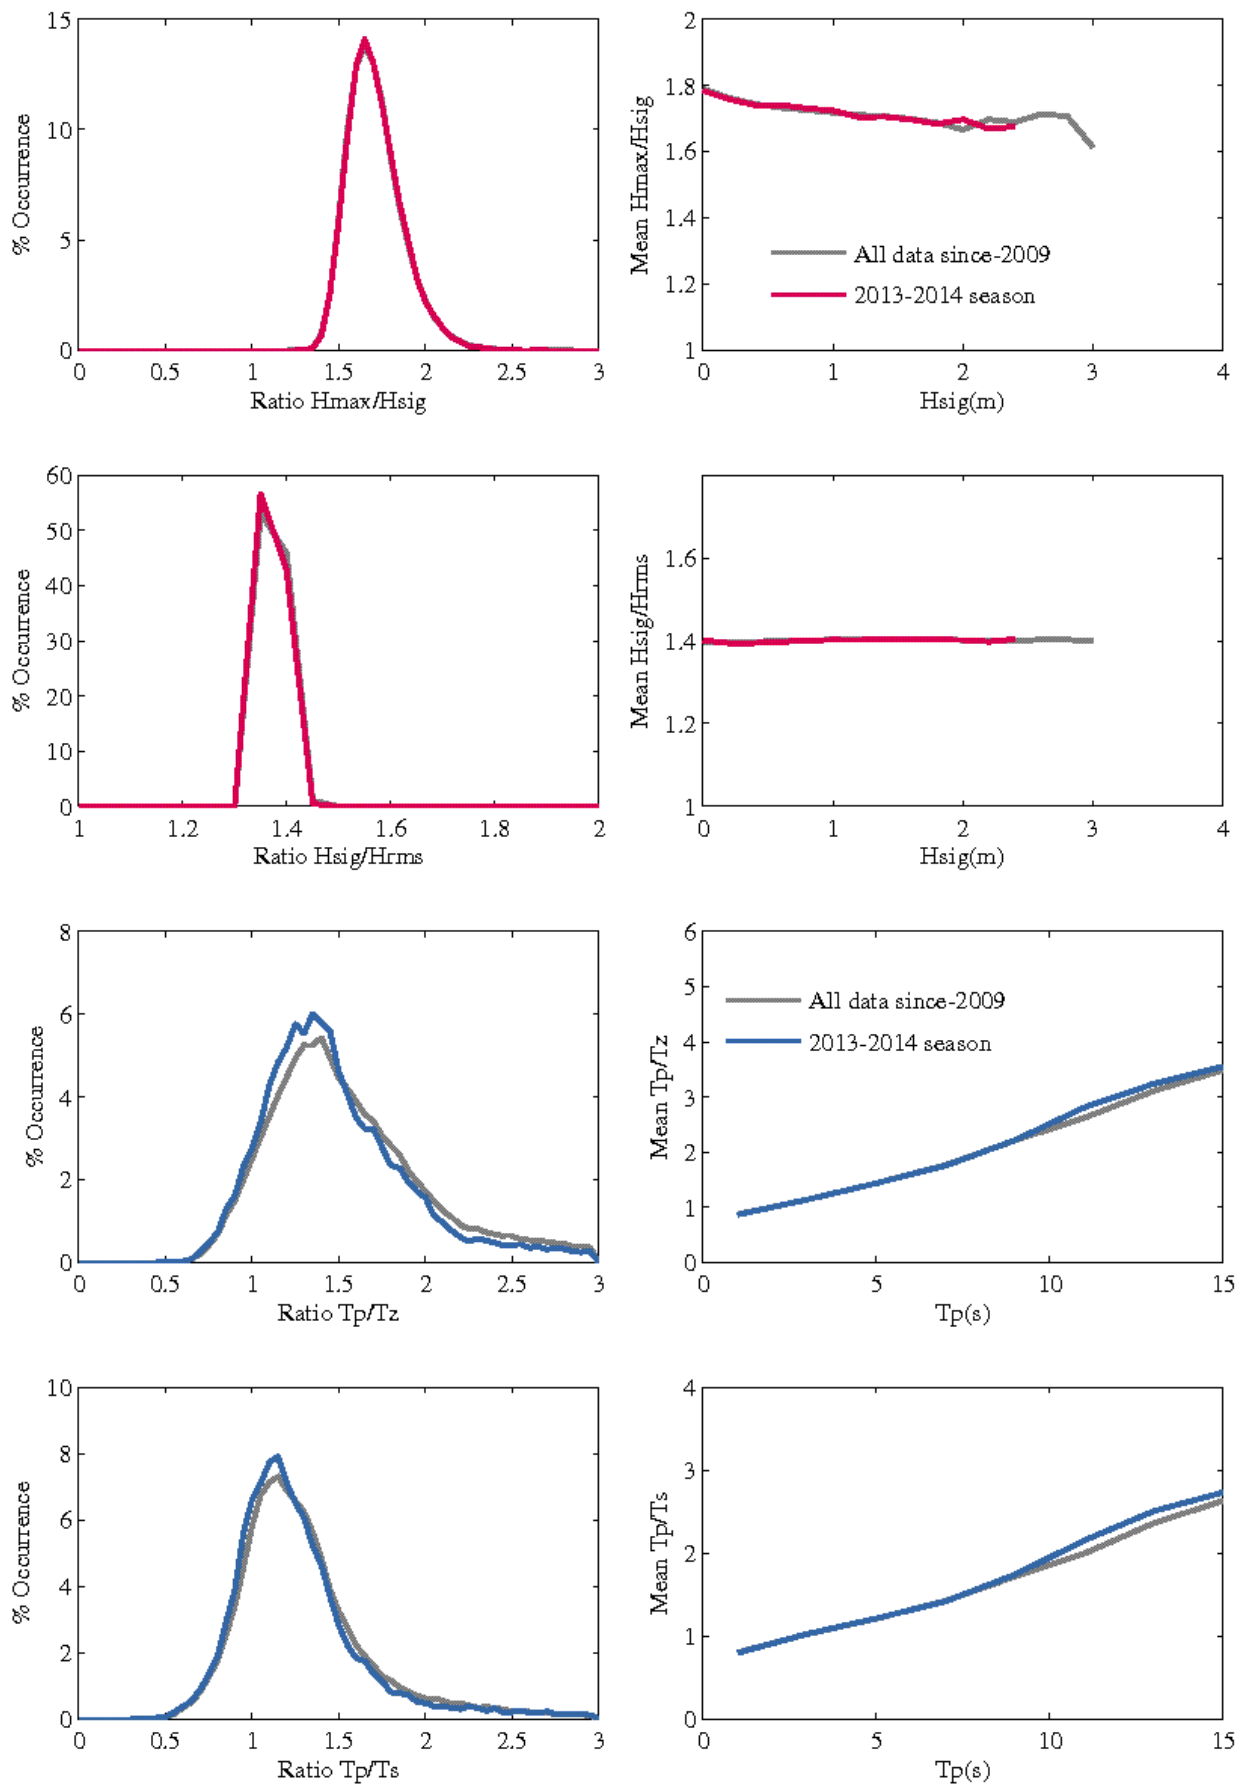 15
10
5
0
% Occurrence
0 0.5 1 1.5 2 2.5 3
Ratio Hmax/Hsig
2
1.8
1.6
1.4
1.2
1
Mean Hmax/Hsig
All data since-2009
2013-2014 season
0 1 2 3 4
Hsig(m)
60
50
40
30
20
10
0
% Occurrence
1 1.2 1.4 1.6 1.8 2
Ratio Hsig/Hrms
1.6
1.4
1.2
1
Mean Hsig/Hrms
0 1 2 3 4
Hsig(m)
8
6
4
2
0
% Occurrence
0 0.5 1 1.5 2 2.5 3
Ratio Tp/Tz
6
5
4
3
2
1
0
Mean Tp/Tz
All data since-2009
2013-2014 season
0 5 10 15
Tp(s)
10
8
6
4
2
0
% Occurrence
0 0.5 1 1.5 2 2.5 3
Ratio Tp/Ts
4
3
2
1
0
Mean Tp/Ts
0 5 10 15
Tp(s)